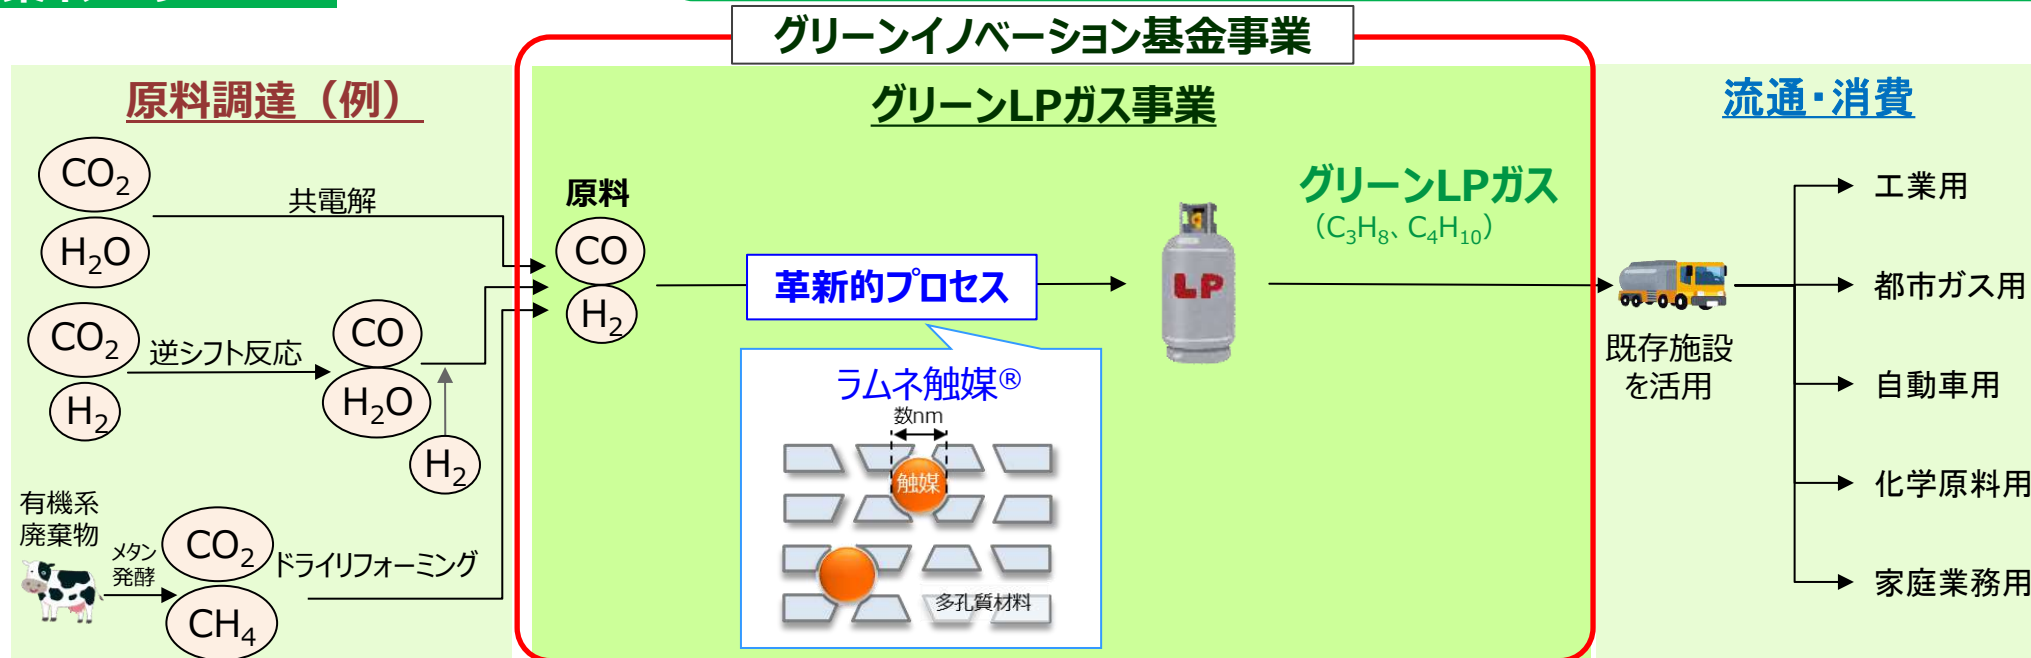 グリーンイノベーション基金事業
原料調達（例）
CO2
H2O
共電解
CO2
H2
逆シフト反応
CO
H2O
H2
有機系
廃棄物
メタン
発酵
CO2
CH4
ドライリフォーミング
グリーンLPガス事業
原料
CO
H2
革新的プロセス
ラムネ触媒®
数nm
触媒
多孔質材料
LP
グリーンLPガス
（C3H8、C4H10）
流通・消費
既存施設
を活用
工業用
都市ガス用
自動車用
化学原料用
家庭業務用